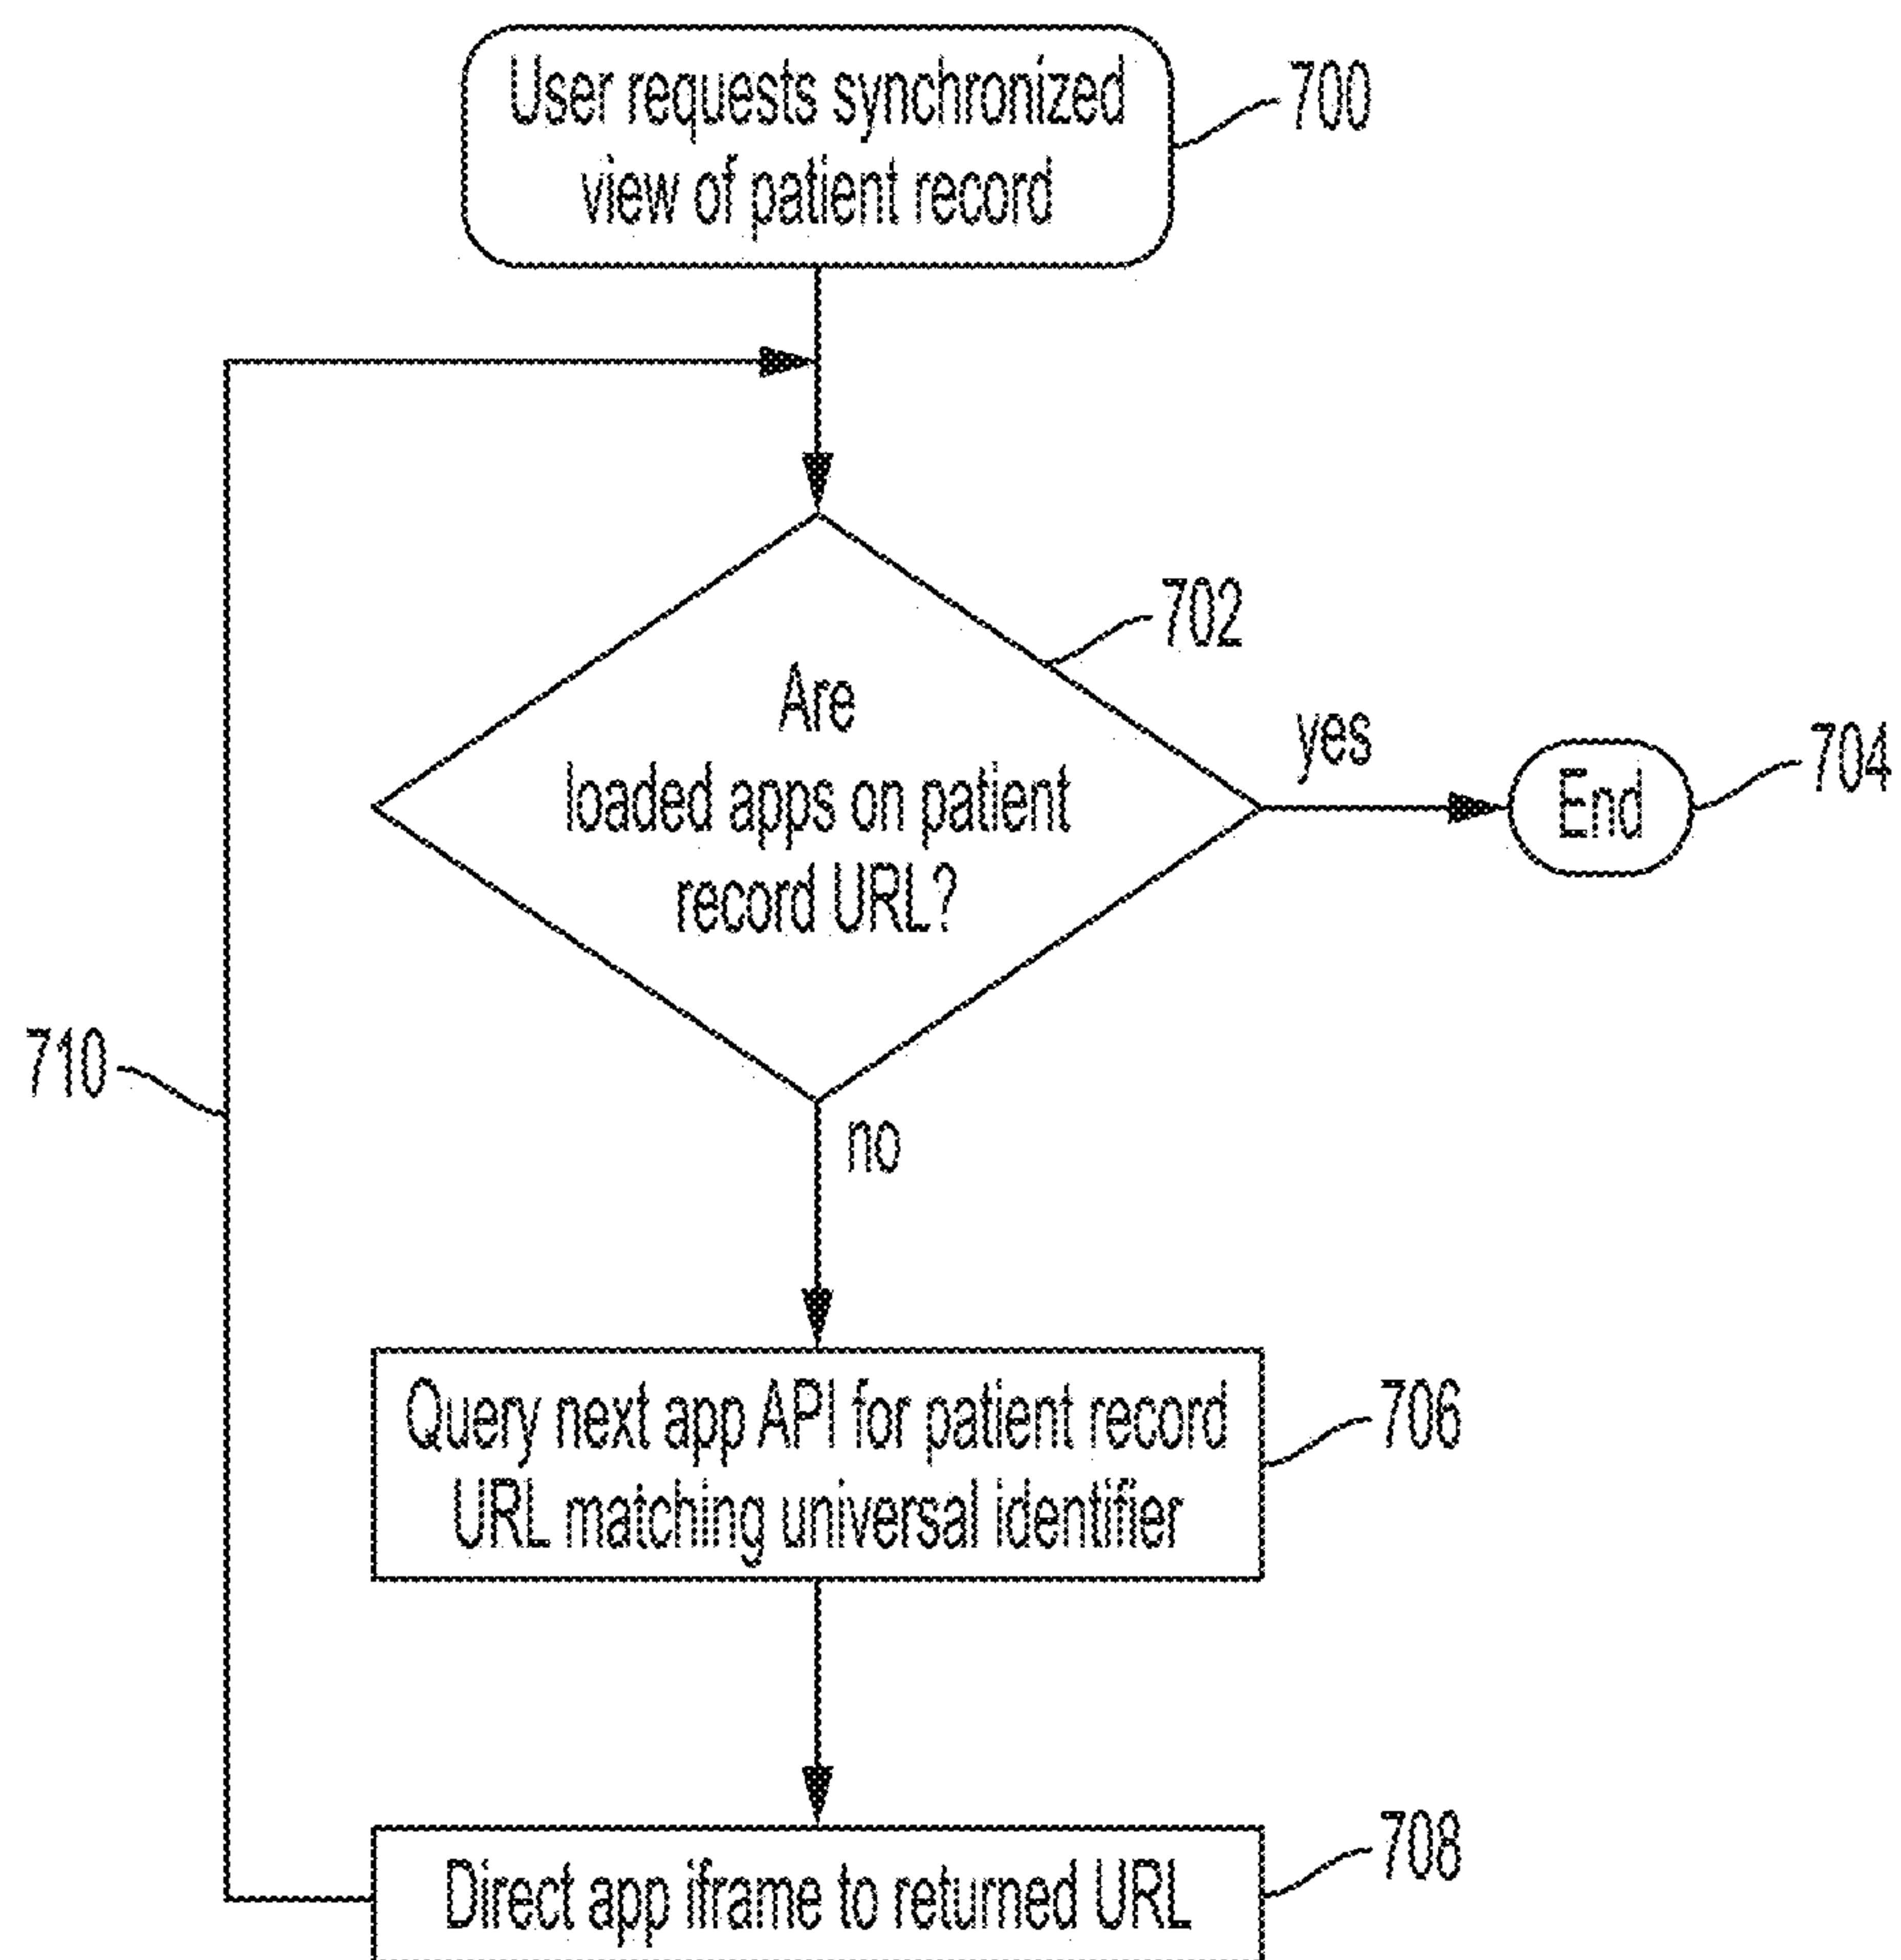 User requests synchronized
view of patient record
700
702
Are
loaded apps on patient
record URL?
yes
End
704
710
no
Query next app API for patient record
URL matching universal identifier
706
Direct app iframe to returned URL
708